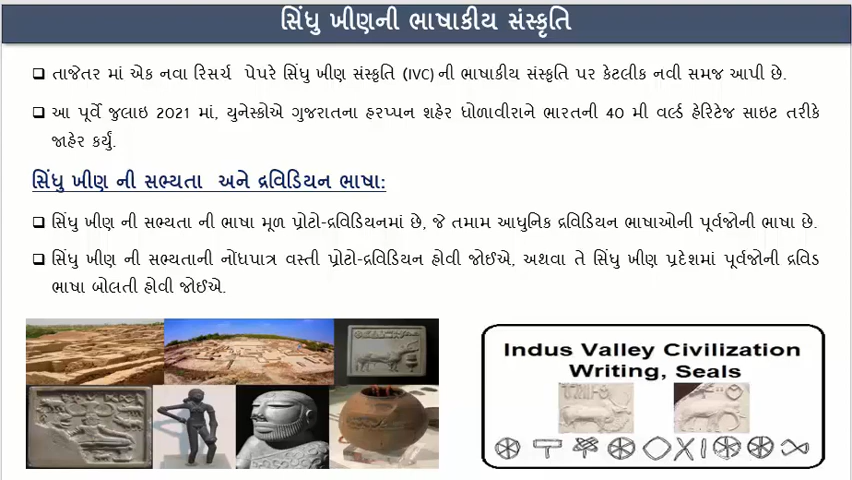 સિંધુ ખીણની ભાષાકીય સંસ્કૃતિ
તાજેતર માં એક નવા રિસર્ચ પેપરે સિંધુ ખીણ સંસ્કૃતિ (IVC) ની ભાષાકીય સંસ્કૃતિ પર કેટલીક નવી સમજ આપી છે.
આ પૂર્વે જુલાઇ 2021 માં, યુનેસ્કોએ ગુજરાતના હરપ્પન શહેર ધોળાવીરાને ભારતની 40 મી વર્લ્ડ હેરિટેજ સાઇટ તરીકે
જાહેર કર્યું.
સિંધુ ખીણ ની સભ્યતા અને દ્રવિડિયન ભાષા:
સિંધુ ખીણ ની સભ્યતા ની ભાષા મૂળ પ્રોટો-દ્રવિડિયનમાં છે, જે તમામ આધુનિક દ્રવિડિયન ભાષાઓની પૂર્વજોની ભાષા છે.
સિંધુ ખીણ ની સભ્યતાની નોંધપાત્ર વસ્તી પ્રોટો-દ્રવિડિયન હોવી જોઈએ, અથવા તે સિંધુ ખીણ પ્રદેશમાં પૂર્વજોની દ્રવિડ
ભાષા બોલતી હોવી જોઈએ.
Indus Valley Civilization
Writing, Seals